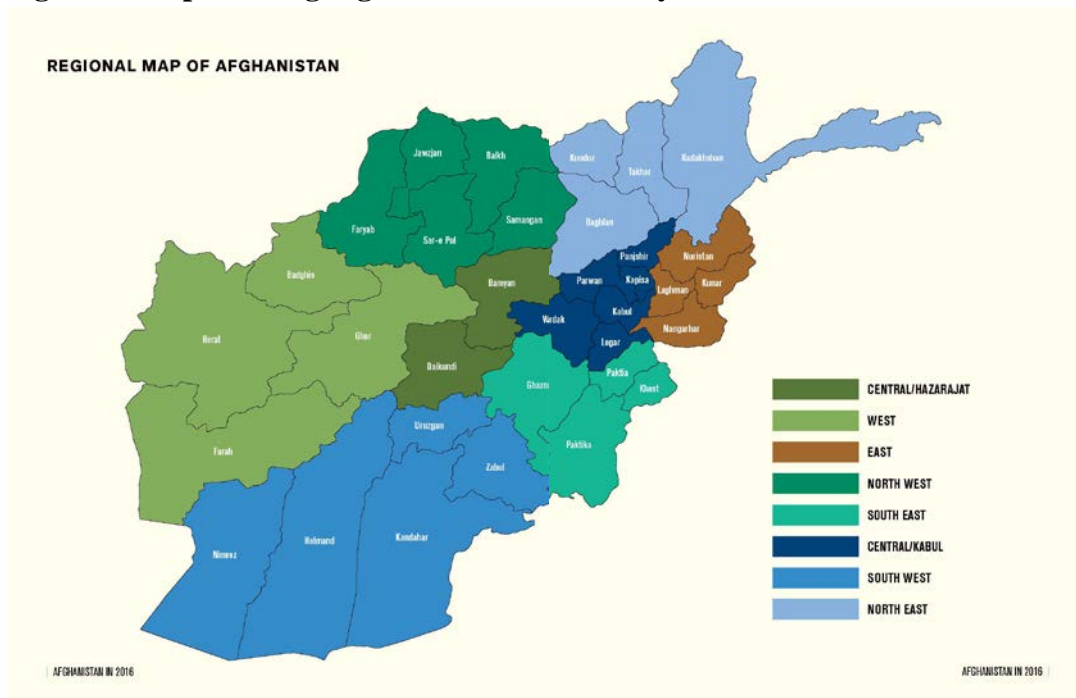 REGIONAL MAP OF AFGHANISTAN
Jawzjan
Balkh
Kunduz
Takhar
Badakhshan
Faryab
Sar-e Pul
Samangan
Baghlan
Badghis
Bamyan
Panjshir
Nuristan
Parwan
Kapisa
Laghman
Kunar
Herat
Ghor
Wardak
Kabul
Nangarhar
Logar
Daikundi
Ghazni
Paktia
Khost
Uruzgan
Farah
Zabul
Paktika
Nimroz
Helmand
Kandahar
CENTRAL/HAZARAJAT
WEST
EAST
NORTH WEST
SOUTH EAST
CENTRAL/KABUL
SOUTH WEST
NORTH EAST
AFGHANISTAN IN 2016
AFGHANISTAN IN 2016